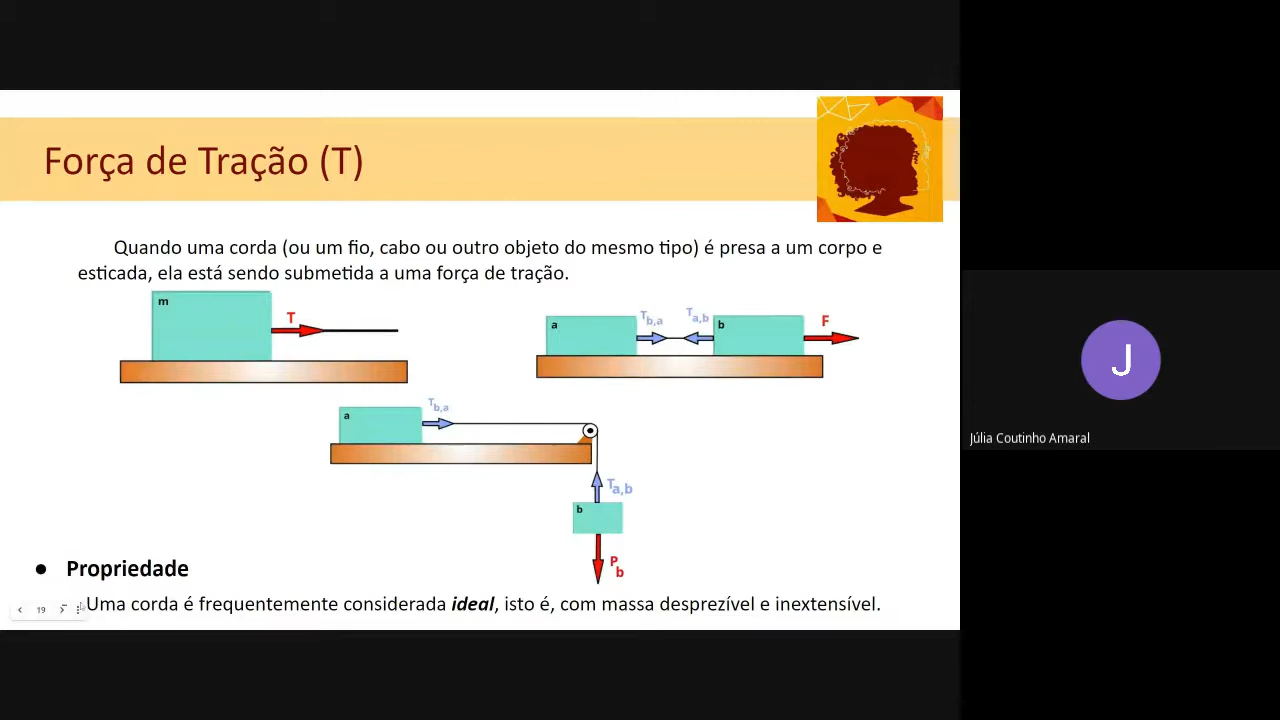 Força de Tração (T)
Quando uma corda (ou um fio, cabo ou outro objeto do mesmo tipo) é presa a um corpo e
esticada, ela está sendo submetida a uma força de tração.
m
T
a
Tb,a
Ta,b
b
F
a
Tb,a
Ta,b
b
Pb
● Propriedade
Uma corda é frequentemente considerada ideal, isto é, com massa desprezível e inextensível.
19
J
Júlia Coutinho Amaral